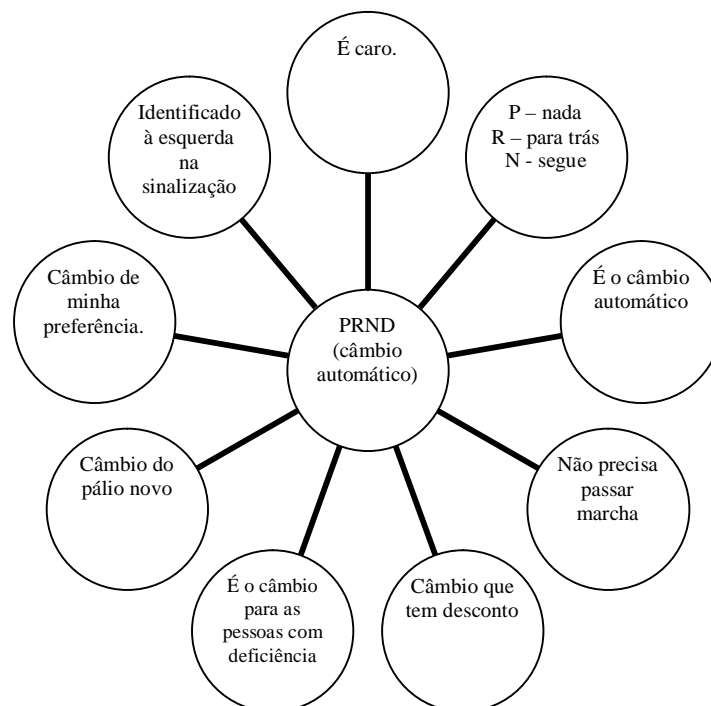 É caro.
Identificado
à esquerda
na
sinalização
P – nada
R – para trás
N - segue
Câmbio de
minha
preferência.
É o câmbio
automático
PRND
(câmbio
automático)
Câmbio do
pálio novo
Não precisa
passar
marcha
É o câmbio
para as
pessoas com
deficiência
Câmbio que
tem desconto